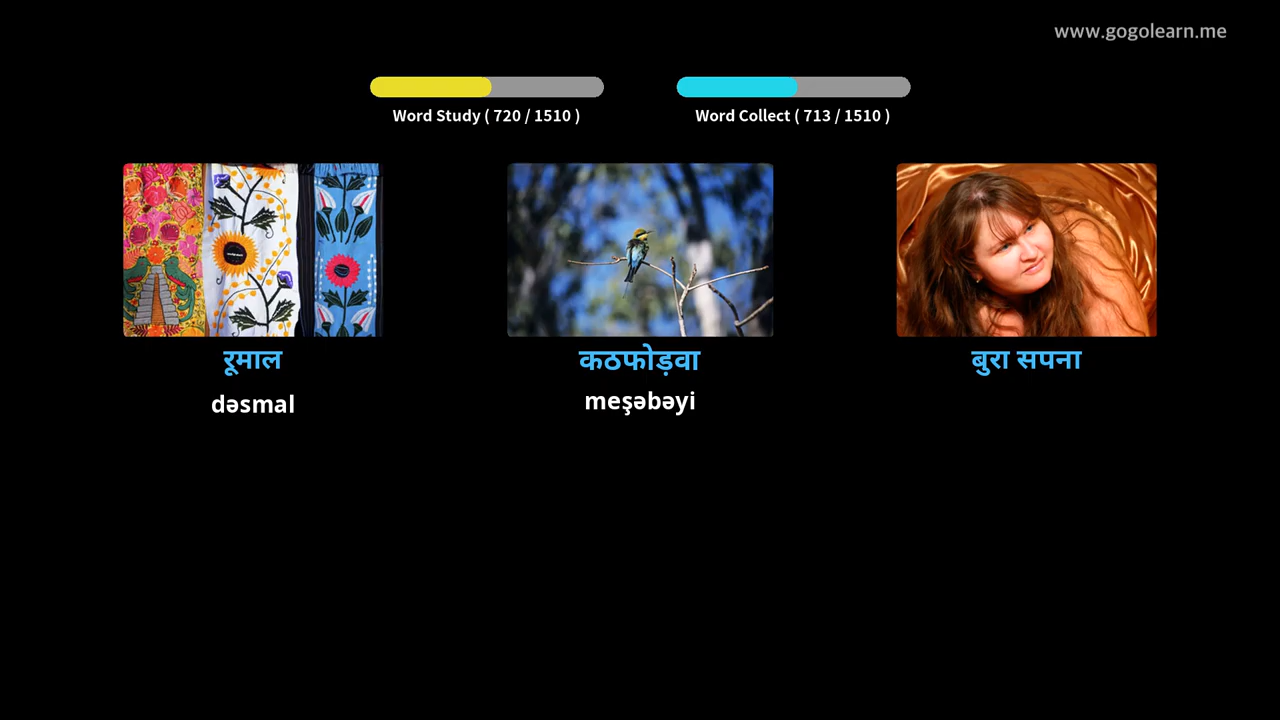 www.gogolearn.me
Word Study ( 720 / 1510 )
Word Collect ( 713 / 1510 )
रूमाल
कठफोड़वा
बुरा सपना
dəsmal
meşəbəyi